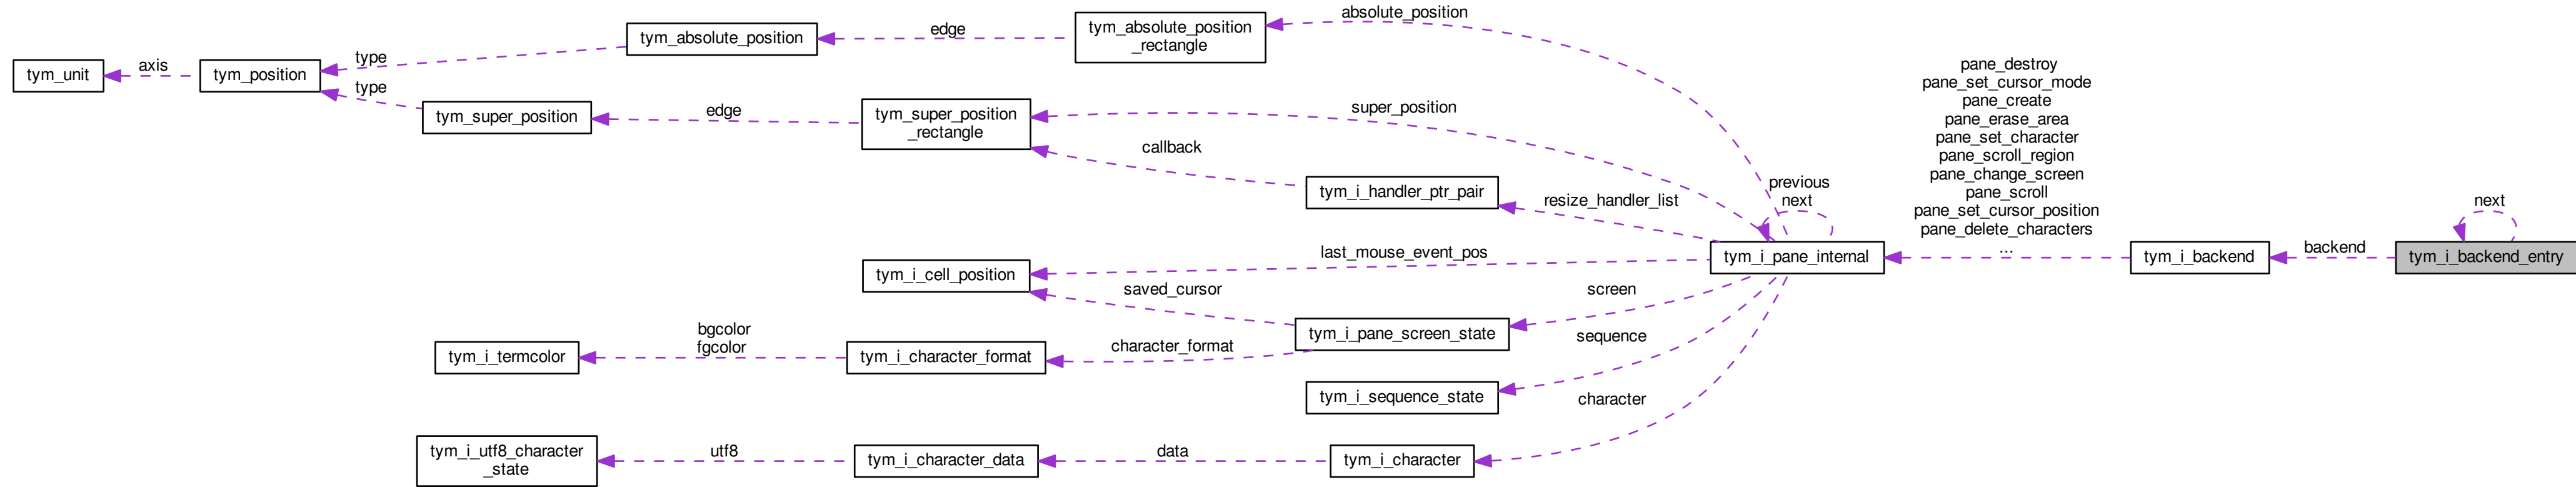 absolute_position
tym_absolute_position
_rectangle
edge
tym_absolute_position
type
tym_unit
axis
tym_position
type
tym_super_position
edge
tym_super_position
_rectangle
super_position
callback
tym_i_handler_ptr_pair
resize_handler_list
previous
next
pane_destroy
pane_set_cursor_mode
pane_create
pane_erase_area
pane_set_character
pane_scroll_region
pane_change_screen
pane_scroll
pane_set_cursor_position
pane_delete_characters
...
next
tym_i_pane_internal
tym_i_backend
backend
tym_i_backend_entry
last_mouse_event_pos
tym_i_cell_position
saved_cursor
screen
tym_i_pane_screen_state
bgcolor
fgcolor
tym_i_termcolor
tym_i_character_format
character_format
sequence
tym_i_sequence_state
character
tym_i_utf8_character
_state
utf8
tym_i_character_data
data
tym_i_character